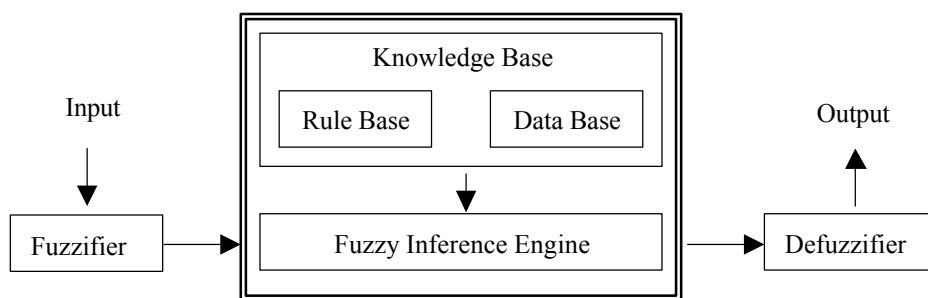 Knowledge Base
Input
Rule Base
Data Base
Output
Fuzzifier
Fuzzy Inference Engine
Defuzzifier